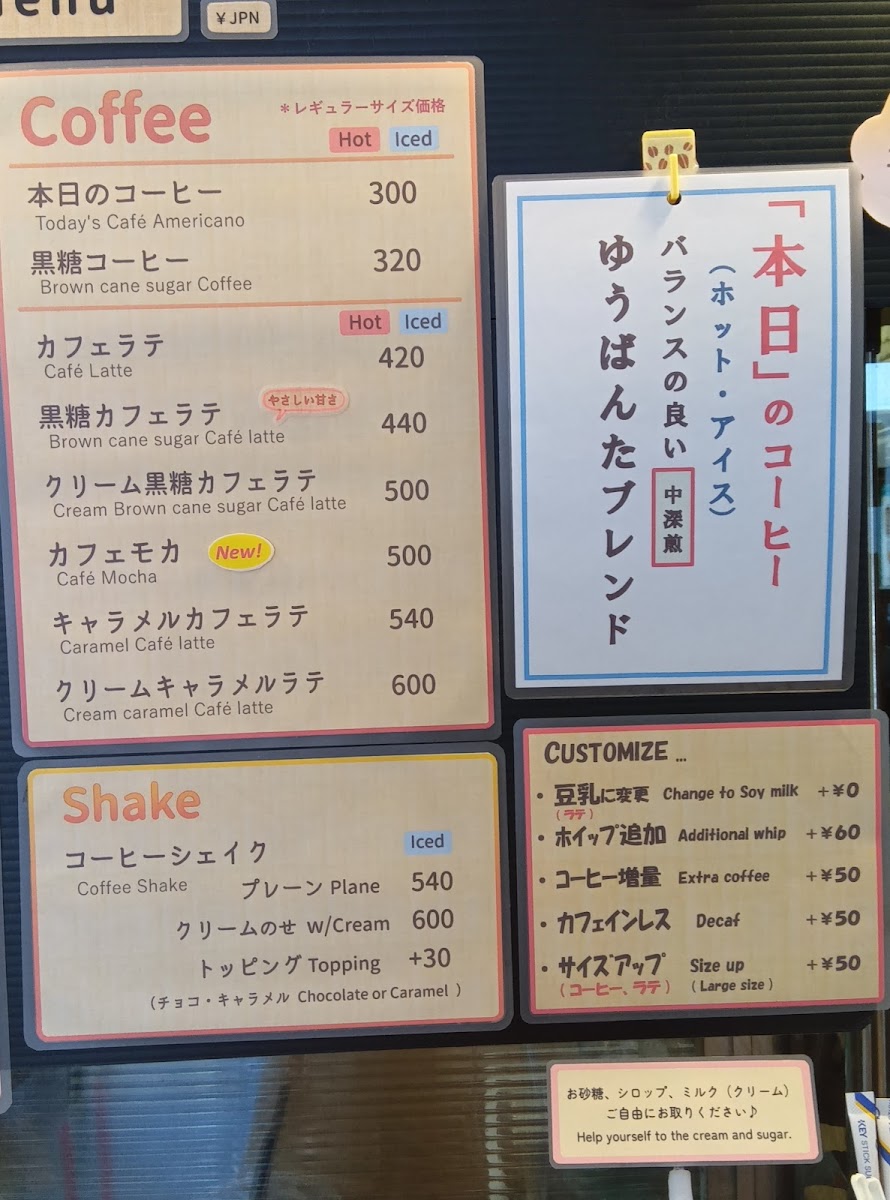 ¥JPN
Coffee
*レギュラーサイズ価格
Hot Iced
本日のコーヒー 300
Today's Café Americano
黒糖コーヒー 320
Brown cane sugar Coffee
Hot Iced
カフェラテ 420
Café Latte
やさしい甘さ
黒糖カフェラテ 440
Brown cane sugar Café latte
クリーム黒糖カフェラテ 500
Cream Brown cane sugar Café latte
カフェモカ New! 500
Café Mocha
キャラメルカフェラテ 540
Caramel Café latte
クリームキャラメルラテ 600
Cream caramel Café latte
「本日」のコーヒー
(ホット・アイス)
バランスの良い 中深煎
ゆうばんたブレンド
Shake
Iced
コーヒーシェイク
Coffee Shake プレーン Plane 540
クリームのせ w/Cream 600
トッピング Topping +30
(チョコ・キャラメル Chocolate or Caramel )
CUSTOMIZE ...
・豆乳に変更 Change to Soy milk +¥0
(ラテ)
・ホイップ追加 Additional whip +¥60
・コーヒー増量 Extra coffee +¥50
・カフェインレス Decaf +¥50
・サイズアップ Size up +¥50
(コーヒー、ラテ) (Large size)
お砂糖、シロップ、ミルク(クリーム)
ご自由にお取りください♪
Help yourself to the cream and sugar.